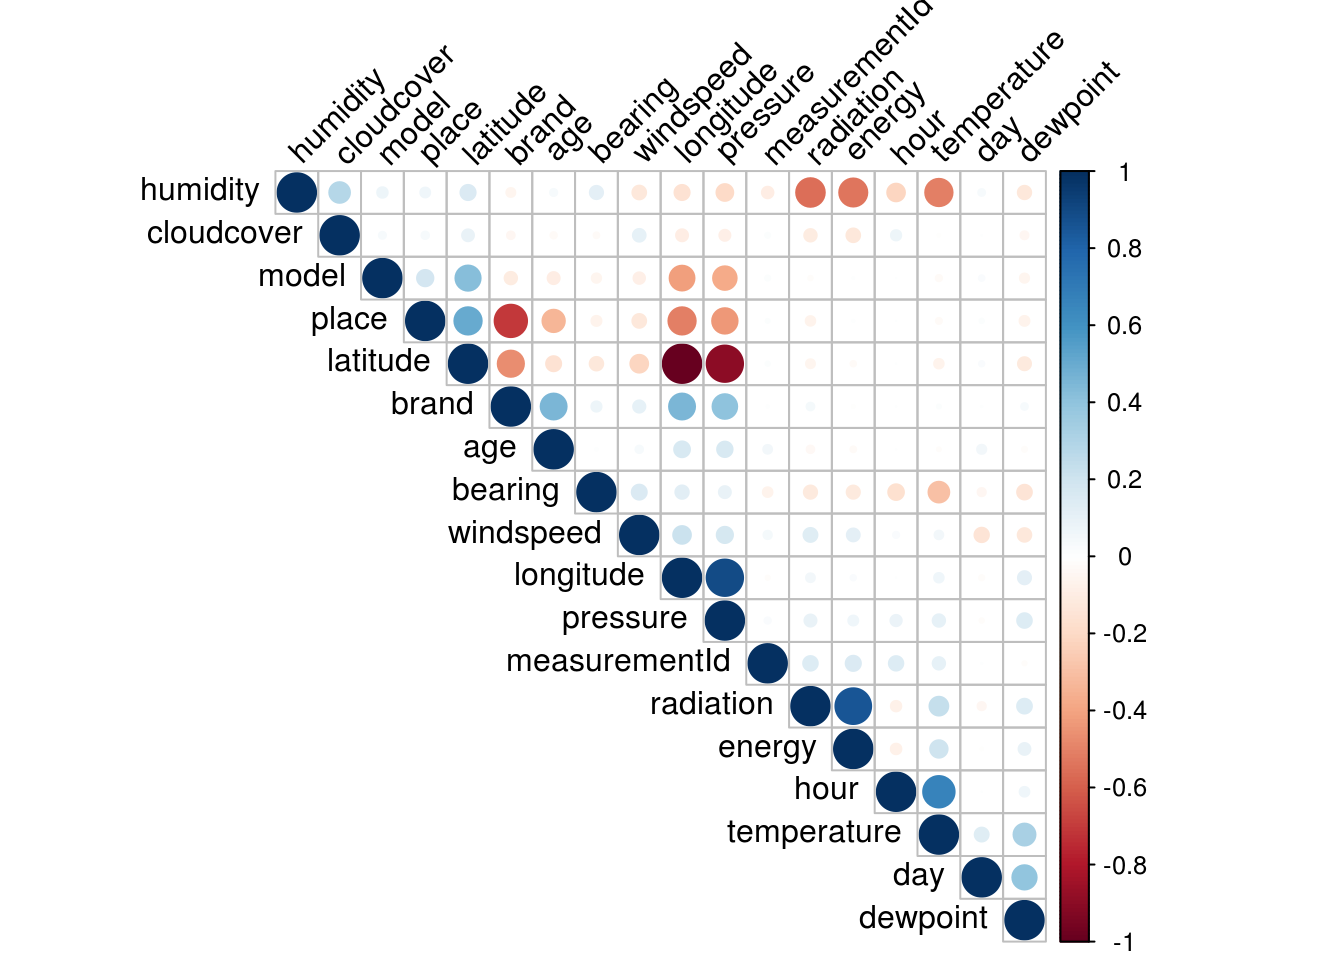 humidity
cloudcover
model
place
latitude
brand
age
bearing
windspeed
longitude
pressure
measurementId
radiation
energy
hour
temperature
day
dewpoint
humidity
cloudcover
model
place
latitude
brand
age
bearing
windspeed
longitude
pressure
measurementId
radiation
energy
hour
temperature
day
dewpoint
1
0.8
0.6
0.4
0.2
0
-0.2
-0.4
-0.6
-0.8
-1